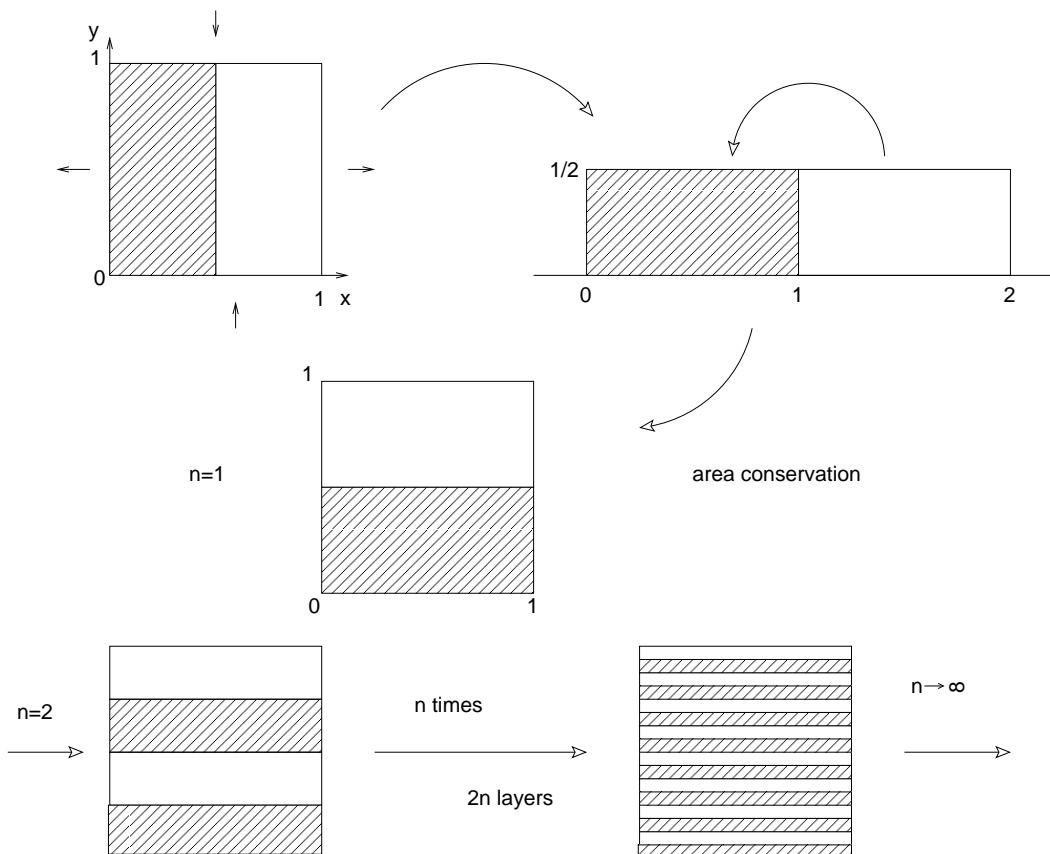 y
1
0
1
x
1/2
0
1
2
1
n=1
area conservation
0
1
n=2
n times
2n layers
n→∞